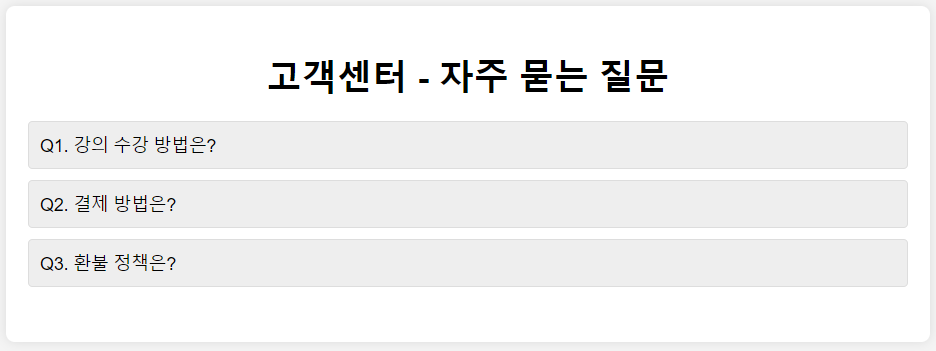 고객센터 - 자주 묻는 질문
Q1. 강의 수강 방법은?
Q2. 결제 방법은?
Q3. 환불 정책은?